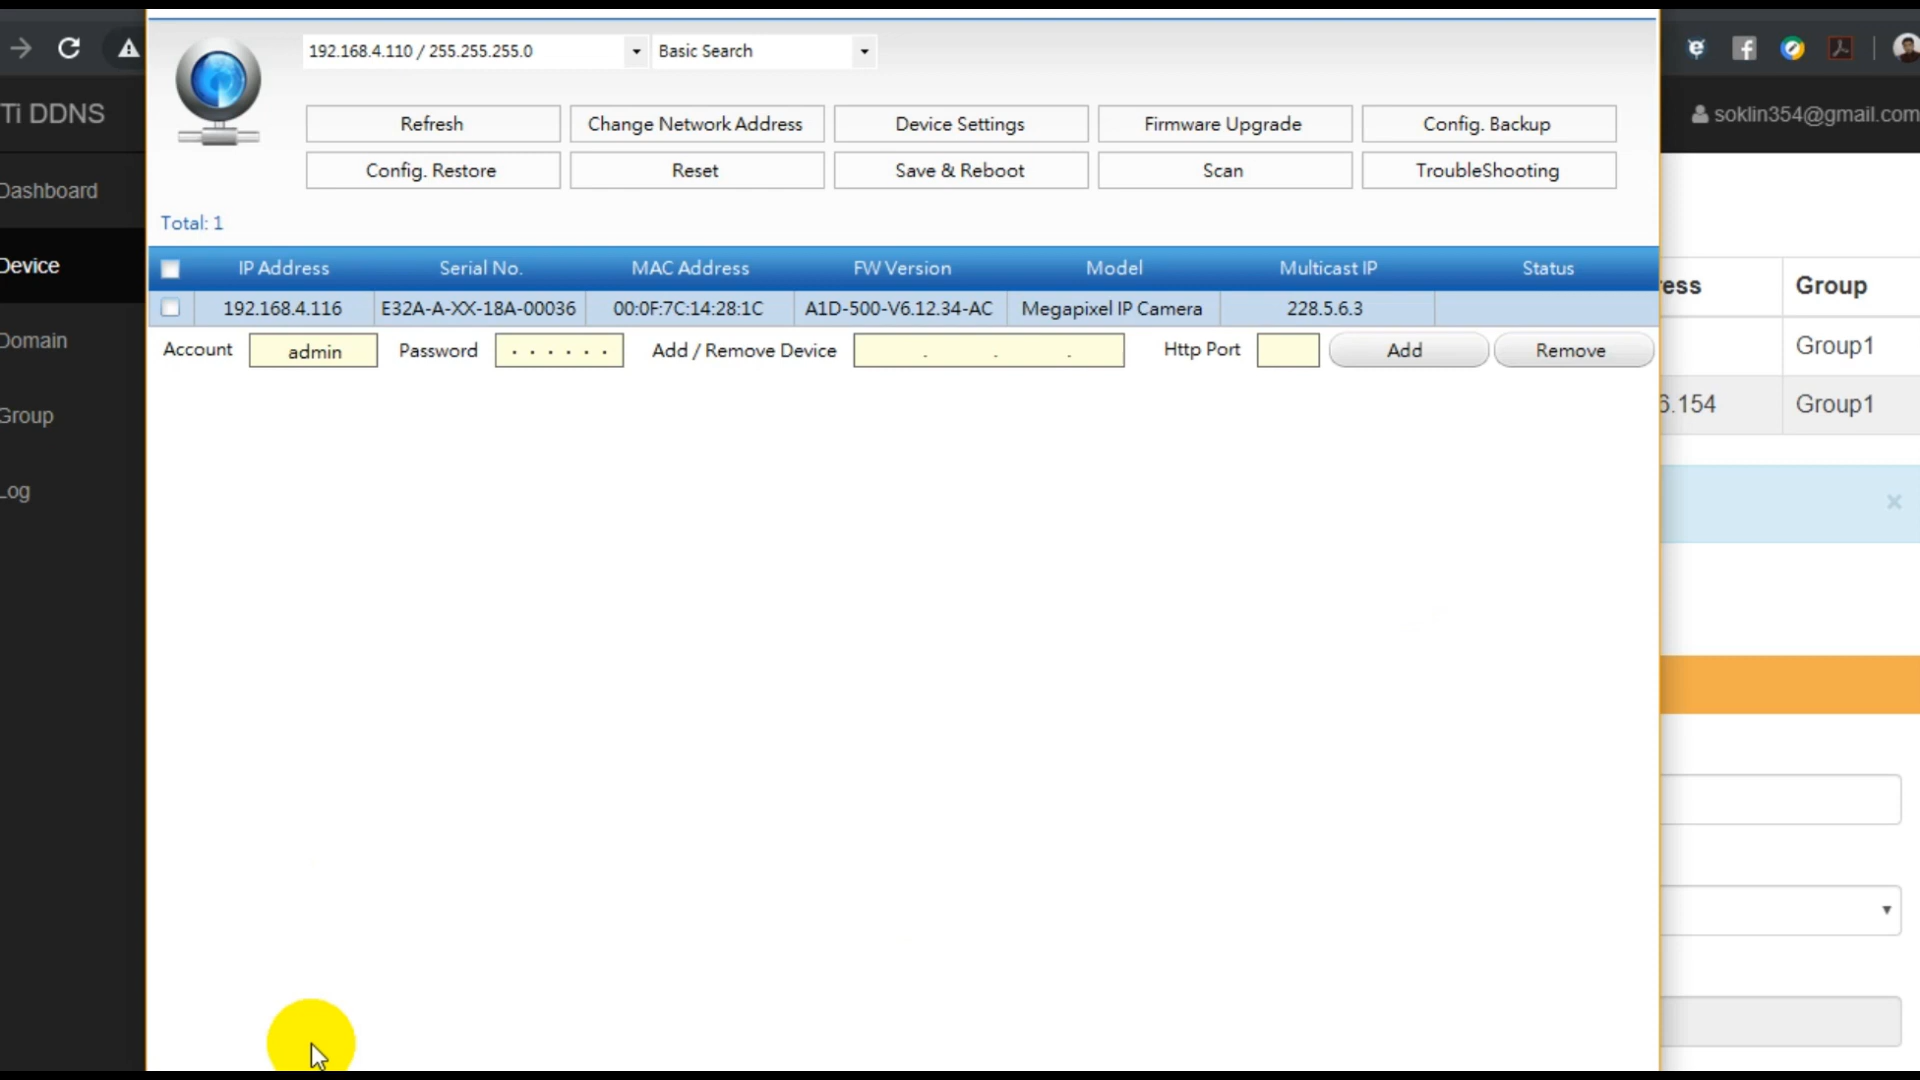 192.168.4.110 / 255.255.255.0 Basic Search
Refresh Change Network Address Device Settings Firmware Upgrade Config. Backup
Config. Restore Reset Save & Reboot Scan TroubleShooting
Total: 1
IP Address Serial No. MAC Address FW Version Model Multicast IP Status
192.168.4.116 E32A-A-XX-18A-00036 00:0F:7C:14:28:1C A1D-500-V6.12.34-AC Megapixel IP Camera 228.5.6.3
Account admin Password ...... Add / Remove Device . . . Http Port Add Remove
Ti DDNS
Dashboard
Device
Domain
Group
Log
soklin354@gmail.com
ess Group
Group1
6.154 Group1
×